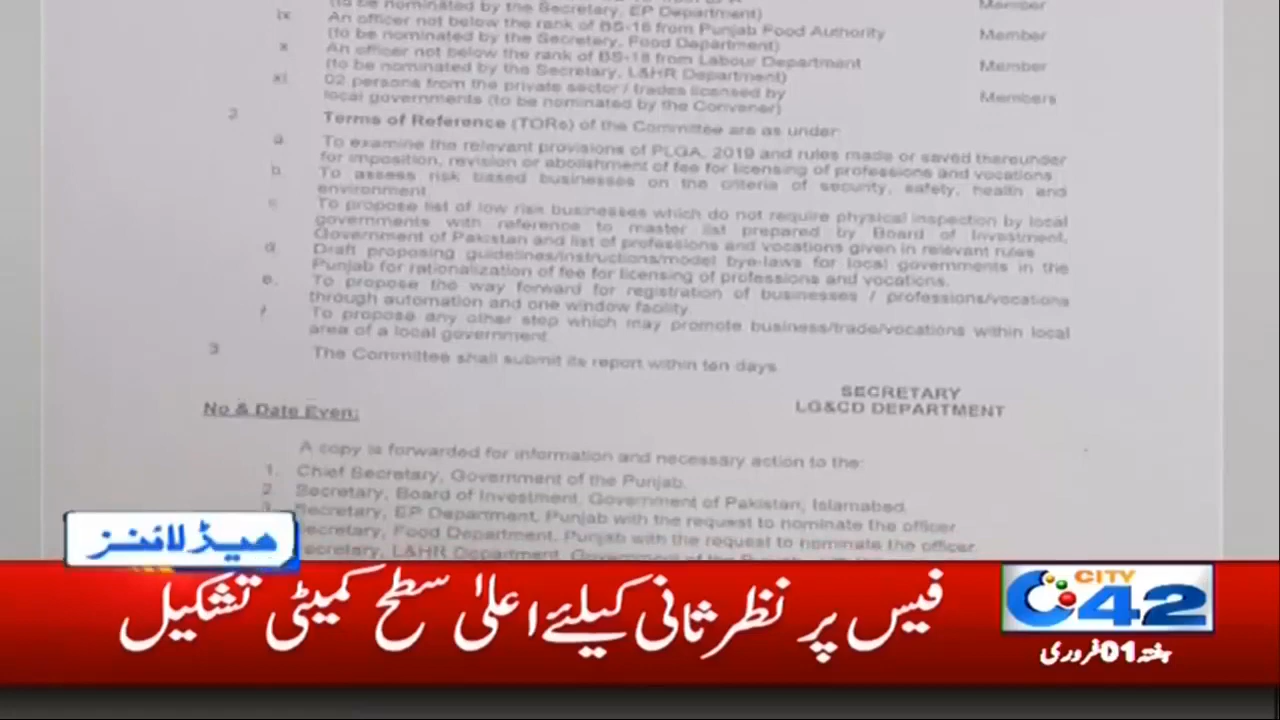 (to be nominated by the Secretary, EP Department)
Member
ix An officer not below the rank of BS-18 from Punjab Food Authority
(to be nominated by the Secretary, Food Department)
Member
x An officer not below the rank of BS-18 from Labour Department
(to be nominated by the Secretary, L&HR Department)
Member
xi 02 persons from the private sector / trades licensed by
local governments (to be nominated by the Convener)
Members
2 Terms of Reference (TORs) of the Committee are as under:
a. To examine the relevant provisions of PLGA, 2019 and rules made or saved thereunder
for imposition, revision or abolishment of fee for licensing of professions and vocations
b. To assess risk based businesses on the criteria of security, safety, health and
environment
c. To propose list of low risk businesses which do not require physical inspection by local
governments with reference to master list prepared by Board of Investment,
Government of Pakistan and list of professions and vocations given in relevant rules
d. Draft proposing guidelines/instructions/model bye-laws for local governments in the
Punjab for rationalization of fee for licensing of professions and vocations.
e. To propose the way forward for registration of businesses / professions/vocations
through automation and one window facility
f To propose any other step which may promote business/trade/vocations within local
area of a local government
3 The Committee shall submit its report within ten days
SECRETARY
LG&CD DEPARTMENT
No & Date Even:
A copy is forwarded for information and necessary action to the:
1. Chief Secretary, Government of the Punjab.
2. Secretary, Board of Investment, Government of Pakistan, Islamabad.
Secretary, EP Department, Punjab with the request to nominate the officer.
Secretary, Food Department, Punjab with the request to nominate the officer.
Secretary, L&HR Department, Government of the Punjab
ہیڈلائنز
فیس پر نظرثانی کیلئے اعلیٰ سطح کمیٹی تشکیل
CITY
42
ہفتہ 01 فروری